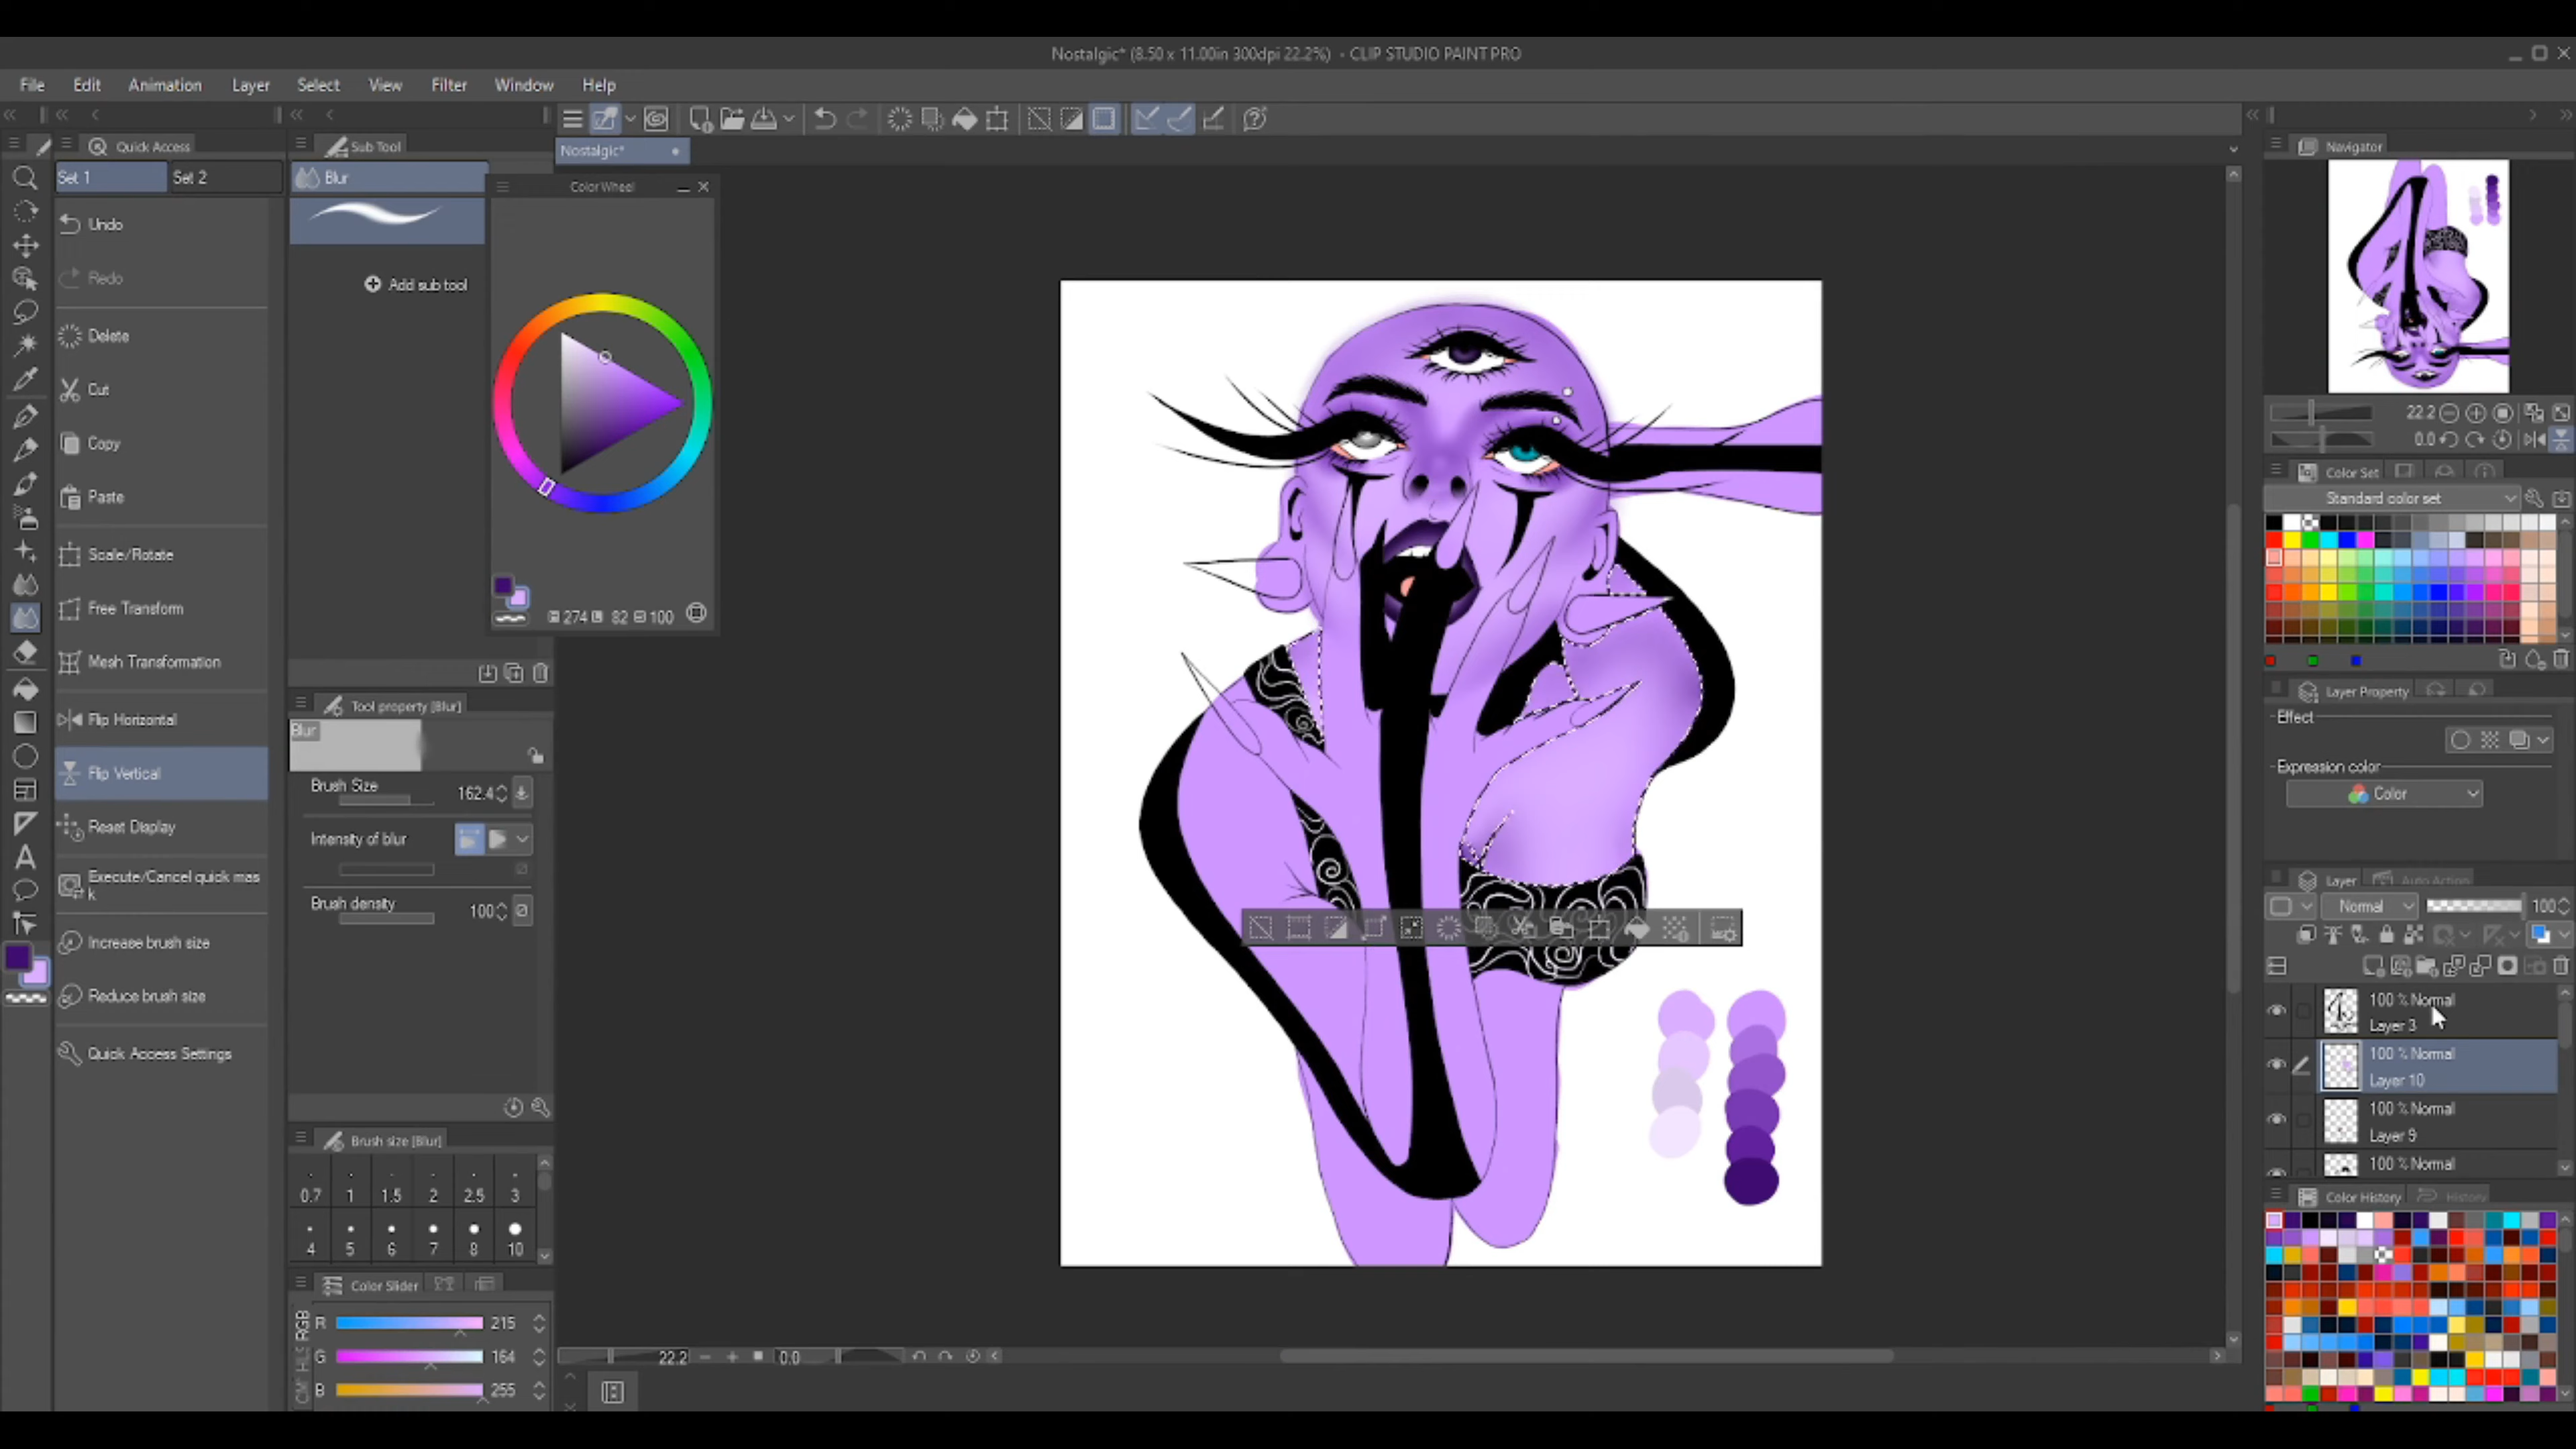 Nostalgic* (8.50 x 11.00in 300dpi 22.2%) - CLIP STUDIO PAINT PRO
File Edit Animation Layer Select View Filter Window Help
Quick Access
Set 1 Set 2
Undo
Redo
Delete
Cut
Copy
Paste
Scale/Rotate
Free Transform
Mesh Transformation
Flip Horizontal
Flip Vertical
Reset Display
Execute/Cancel quick mas
k
Increase brush size
Reduce brush size
Quick Access Settings
Sub Tool
Blur
Add sub tool
Tool property [Blur]
Blur
Brush Size 162.4
Intensity of blur
Brush density 100
Brush size [Blur]
0.7 1 1.5 2 2.5 3
4 5 6 7 8 10
Color Slider
RGB
R 215
G 164
B 255
Nostalgic*
Color Wheel
274 82 100
22.2 0.0
Navigator
22.2
0.0
Color Set
Standard color set
Layer Property
Effect
Expression color
Color
Layer Auto Action
Normal 100
100 % Normal
Layer 3
100 % Normal
Layer 10
100 % Normal
Layer 9
100 % Normal
Color History History